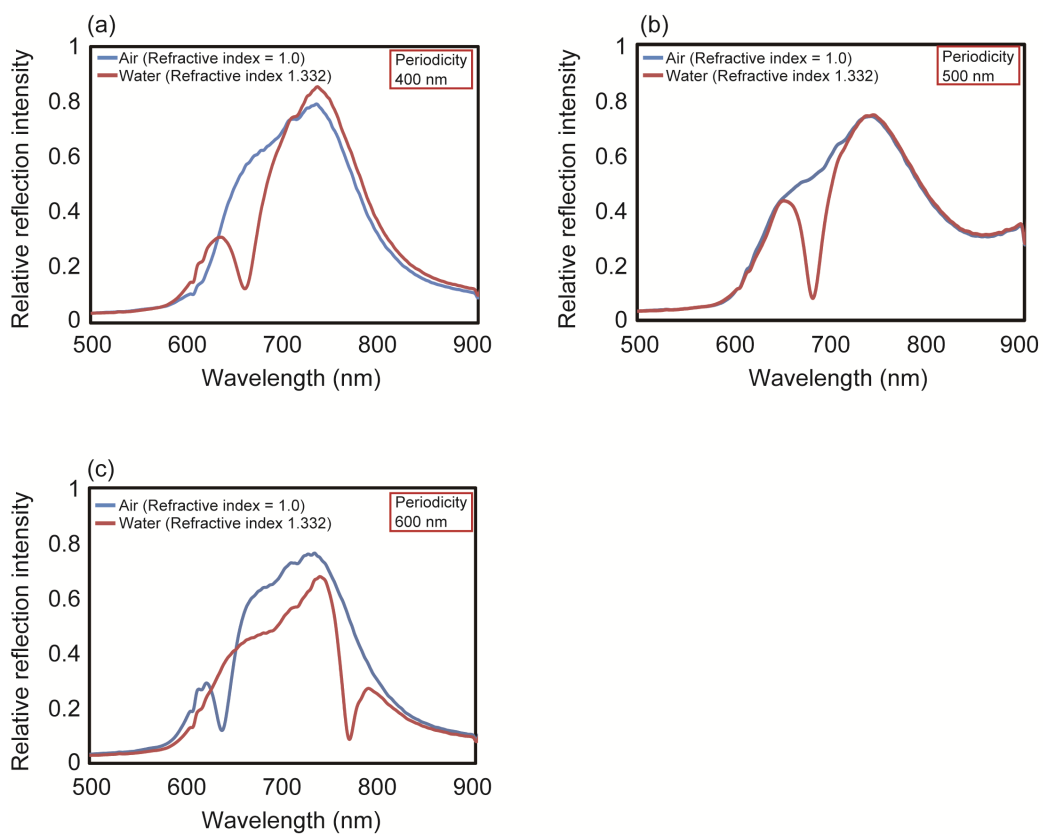 (a)
Relative reflection intensity
1
0.8
0.6
0.4
0.2
0
Air (Refractive index = 1.0)
Water (Refractive index 1.332)
Periodicity
400 nm
500 600 700 800 900
Wavelength (nm)
(b)
Relative reflection intensity
1
0.8
0.6
0.4
0.2
0
Air (Refractive index = 1.0)
Water (Refractive index 1.332)
Periodicity
500 nm
500 600 700 800 900
Wavelength (nm)
(c)
Relative reflection intensity
1
0.8
0.6
0.4
0.2
0
Air (Refractive index = 1.0)
Water (Refractive index 1.332)
Periodicity
600 nm
500 600 700 800 900
Wavelength (nm)